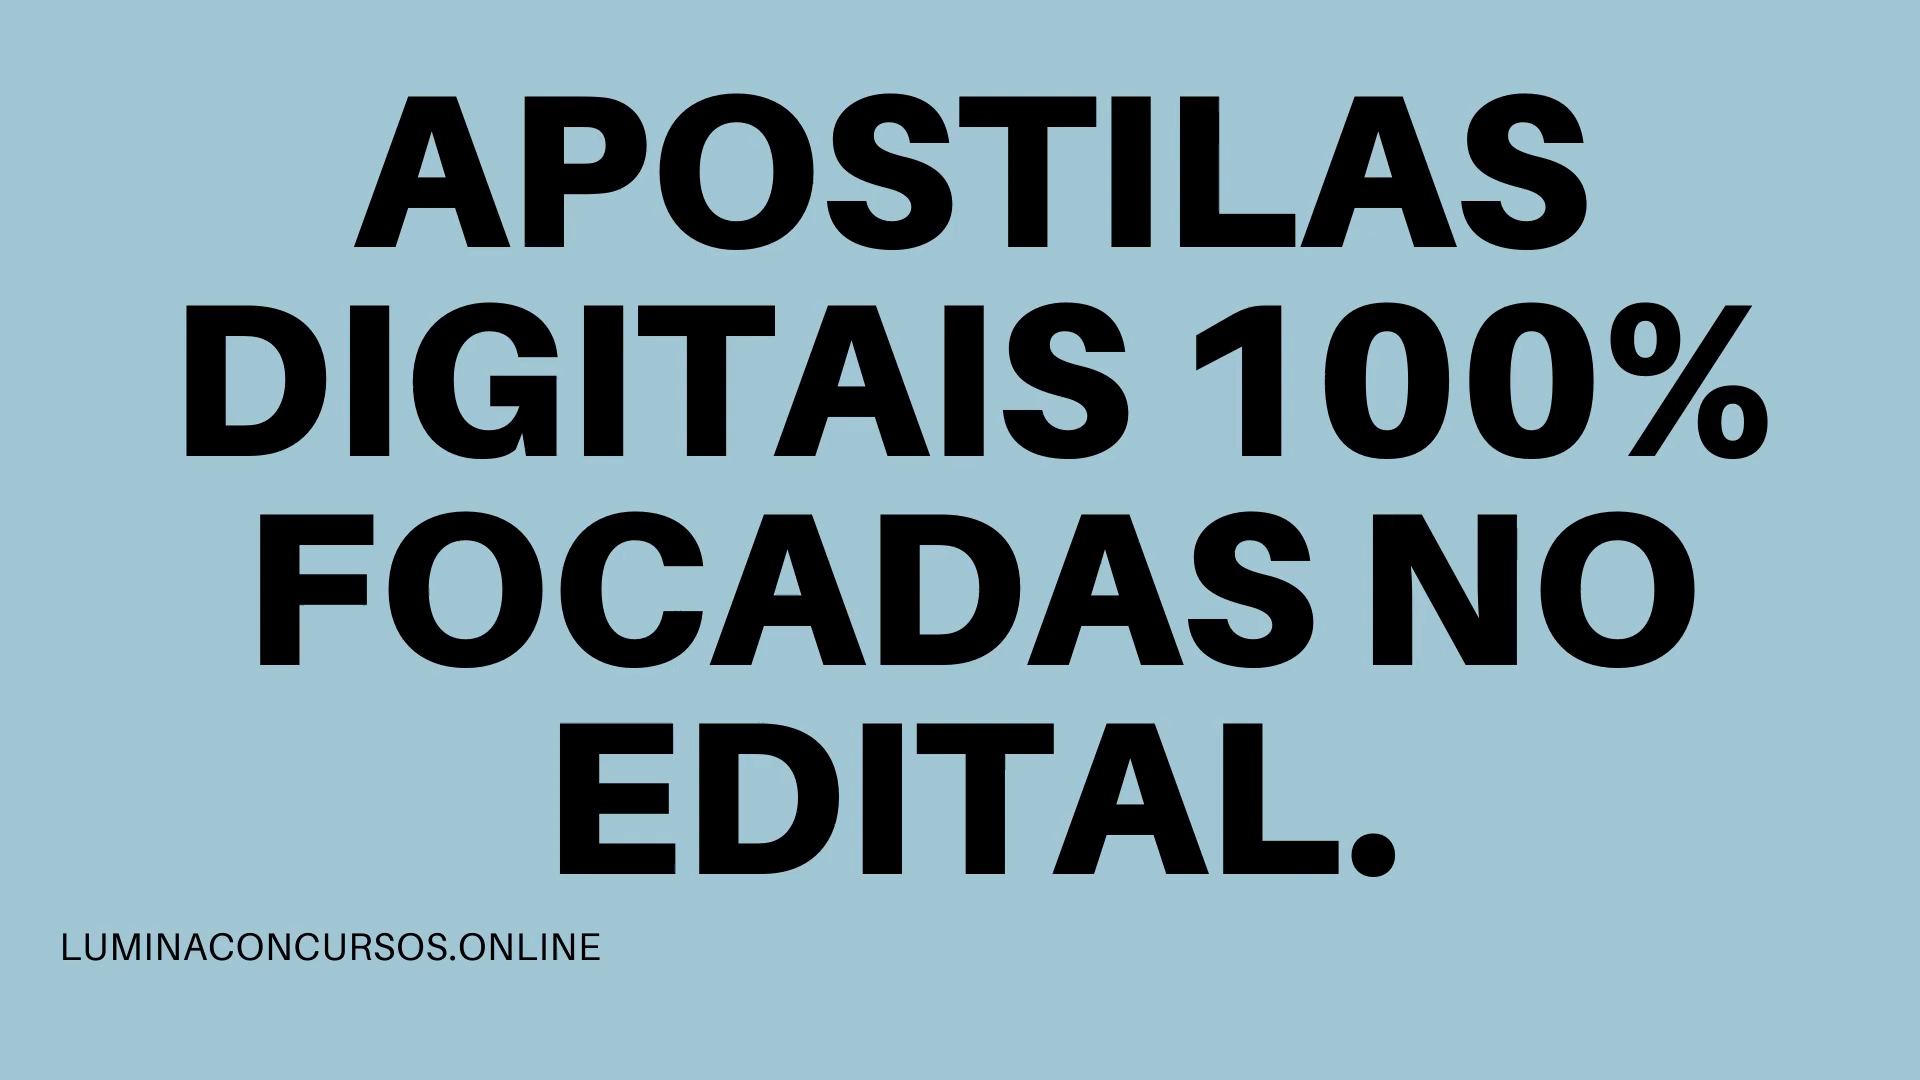 APOSTILAS
DIGITAIS 100%
FOCADAS NO
EDITAL.
LUMINACONCURSOS.ONLINE